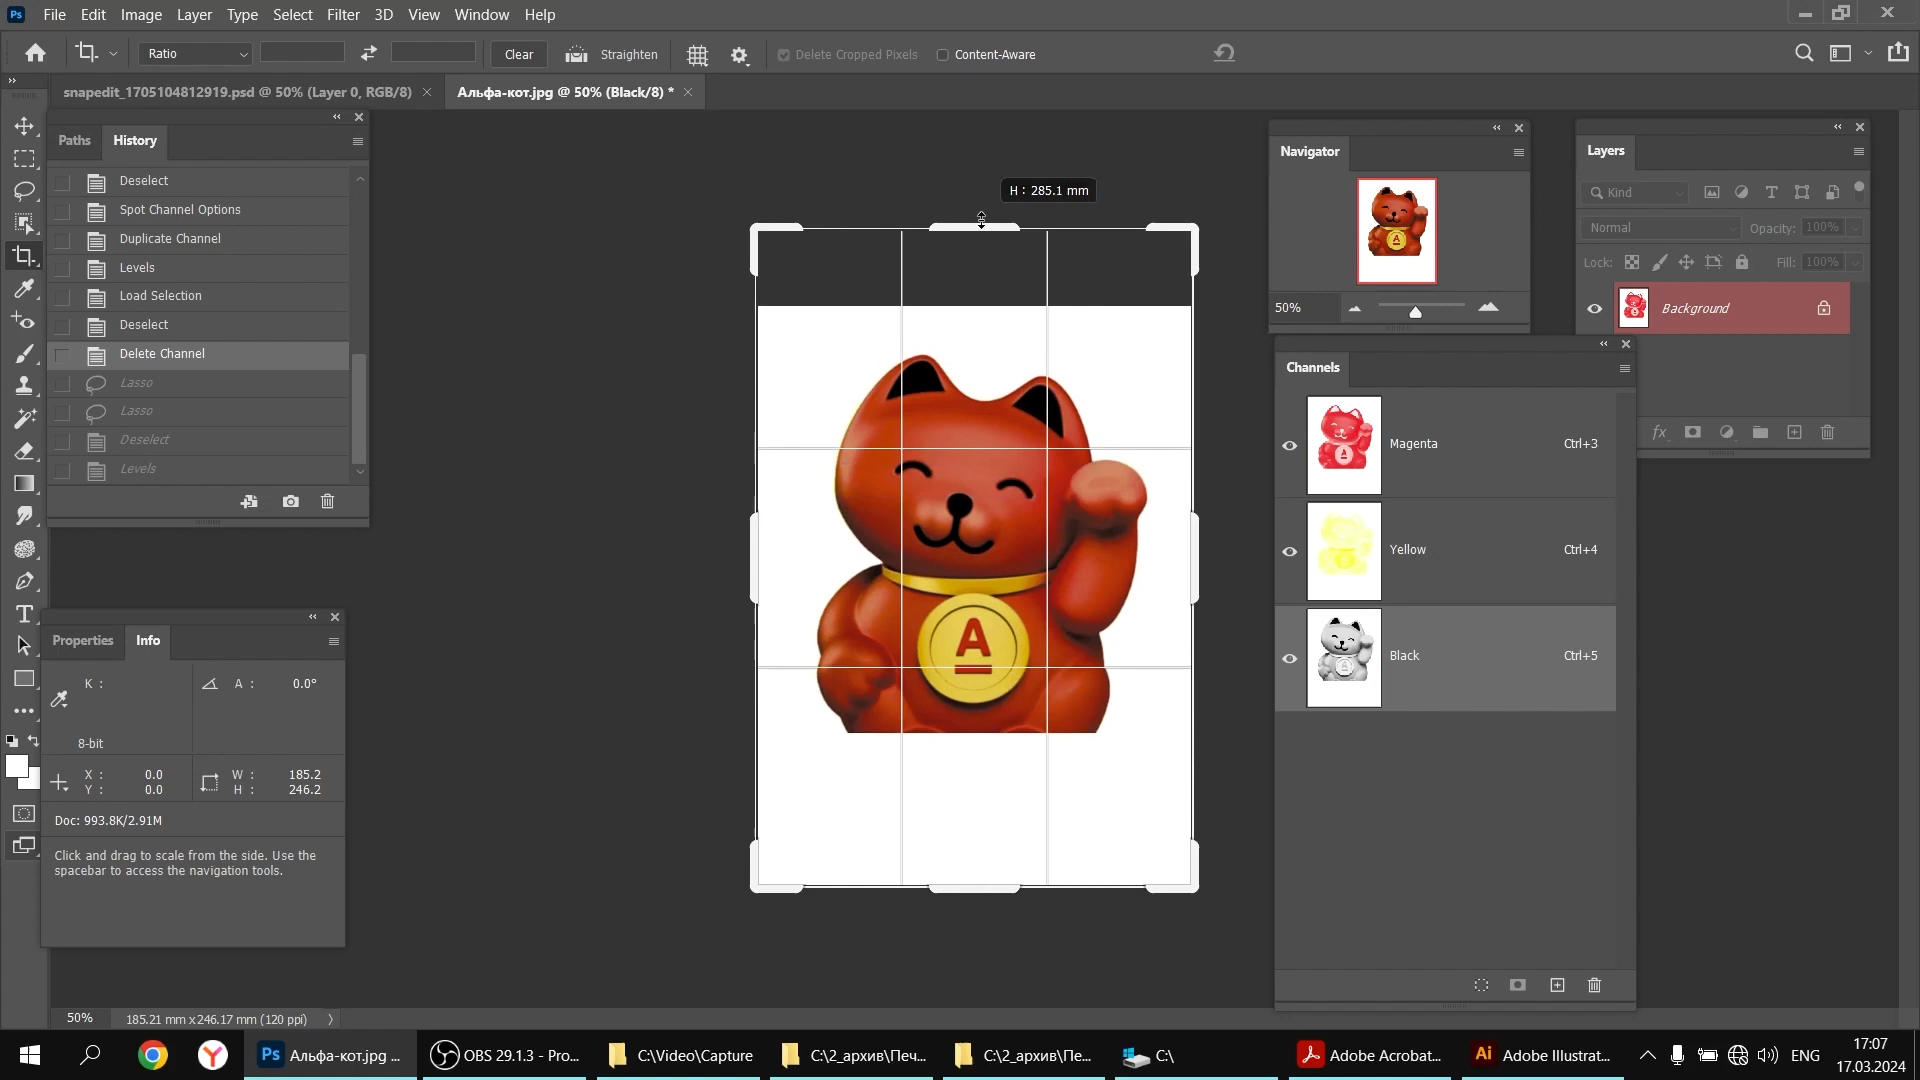 Ps File Edit Image Layer Type Select Filter 3D View Window Help
Ratio Clear Straighten Delete Cropped Pixels Content-Aware
snapedit_1705104812919.psd @ 50% (Layer 0, RGB/8) Альфа-кот.jpg @ 50% (Black/8) *
Paths History
Deselect
Spot Channel Options
Duplicate Channel
Levels
Load Selection
Deselect
Delete Channel
Lasso
Lasso
Deselect
Levels
H : 285.1 mm
А
Navigator
50%
Layers
Kind
Normal Opacity: 100%
Lock: Fill: 100%
Background
fx
Channels
Magenta Ctrl+3
Yellow Ctrl+4
Black Ctrl+5
Properties Info
K : A : 0.0°
8-bit
X : 0.0 W : 185.2
Y : 0.0 H : 246.2
Doc: 993.8K/2.91M
Click and drag to scale from the side. Use the
spacebar to access the navigation tools.
50% 185.21 mm x 246.17 mm (120 ppi)
Ps Альфа-кот.jpg ... OBS 29.1.3 - Pro... C:\Video\Capture C:\2_архив\Печ... C:\2_архив\Пе... C:\ Adobe Acrobat... Ai Adobe Illustrat... ENG 17:07
17.03.2024